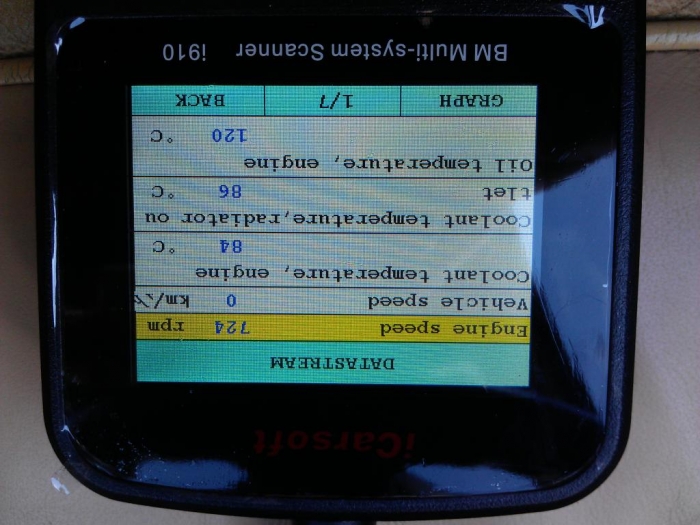 iCarsoft
DATASTREAM
Engine speed 724 rpm
Vehicle speed 0 km/h
Coolant temperature, engine
84 °C
Coolant temperature,radiator ou
tlet 86 °C
Oil temperature, engine
120 °C
GRAPH 1/7 BACK
BM Multi-system Scanner i910